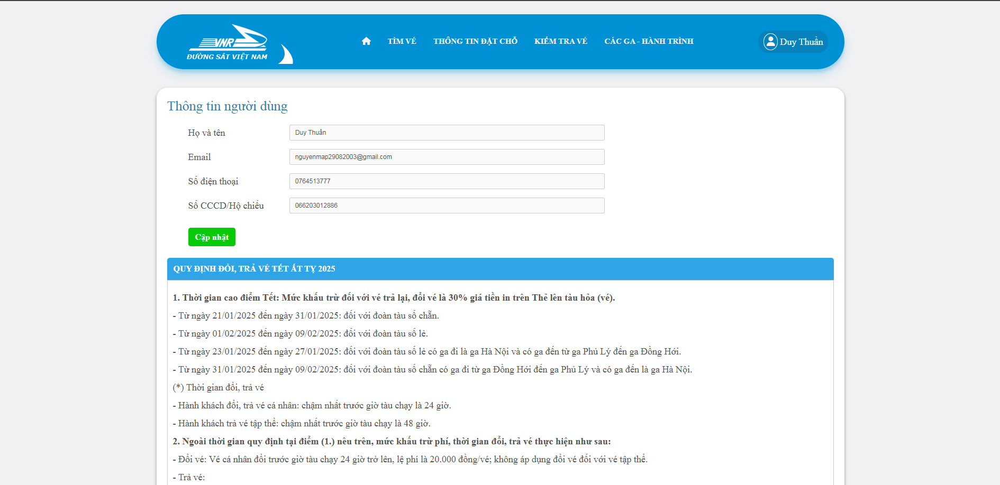 VNR
ĐƯỜNG SẮT VIỆT NAM
TÌM VÉ
THÔNG TIN ĐẶT CHỖ
KIỂM TRA VÉ
CÁC GA - HÀNH TRÌNH
Duy Thuần
Thông tin người dùng
Họ và tên
Duy Thuần
Email
nguyenmap29082003@gmail.com
Số điện thoại
0764513777
Số CCCD/Hộ chiếu
066203012886
Cập nhật
QUY ĐỊNH ĐỔI, TRẢ VÉ TẾT ẤT TỴ 2025
1. Thời gian cao điểm Tết: Mức khấu trừ đối với vé trả lại, đổi vé là 30% giá tiền in trên Thẻ lên tàu hỏa (vé).
- Từ ngày 21/01/2025 đến ngày 31/01/2025: đối với đoàn tàu số chẵn.
- Từ ngày 01/02/2025 đến ngày 09/02/2025: đối với đoàn tàu số lẻ.
- Từ ngày 23/01/2025 đến ngày 27/01/2025: đối với đoàn tàu số lẻ có ga đi là ga Hà Nội và có ga đến từ ga Phủ Lý đến ga Đồng Hới.
- Từ ngày 31/01/2025 đến ngày 09/02/2025: đối với đoàn tàu số chẵn có ga đi từ ga Đồng Hới đến ga Phủ Lý và có ga đến là ga Hà Nội.
(*) Thời gian đổi, trả vé
- Hành khách đổi, trả vé cá nhân: chậm nhất trước giờ tàu chạy là 24 giờ.
- Hành khách trả vé tập thể: chậm nhất trước giờ tàu chạy là 48 giờ.
2. Ngoài thời gian quy định tại điểm (1.) nêu trên, mức khấu trừ phí, thời gian đổi, trả vé thực hiện như sau:
- Đổi vé: Vé cá nhân đổi trước giờ tàu chạy 24 giờ trở lên, lệ phí là 20.000 đồng/vé; không áp dụng đổi vé đối với vé tập thể.
- Trả vé: